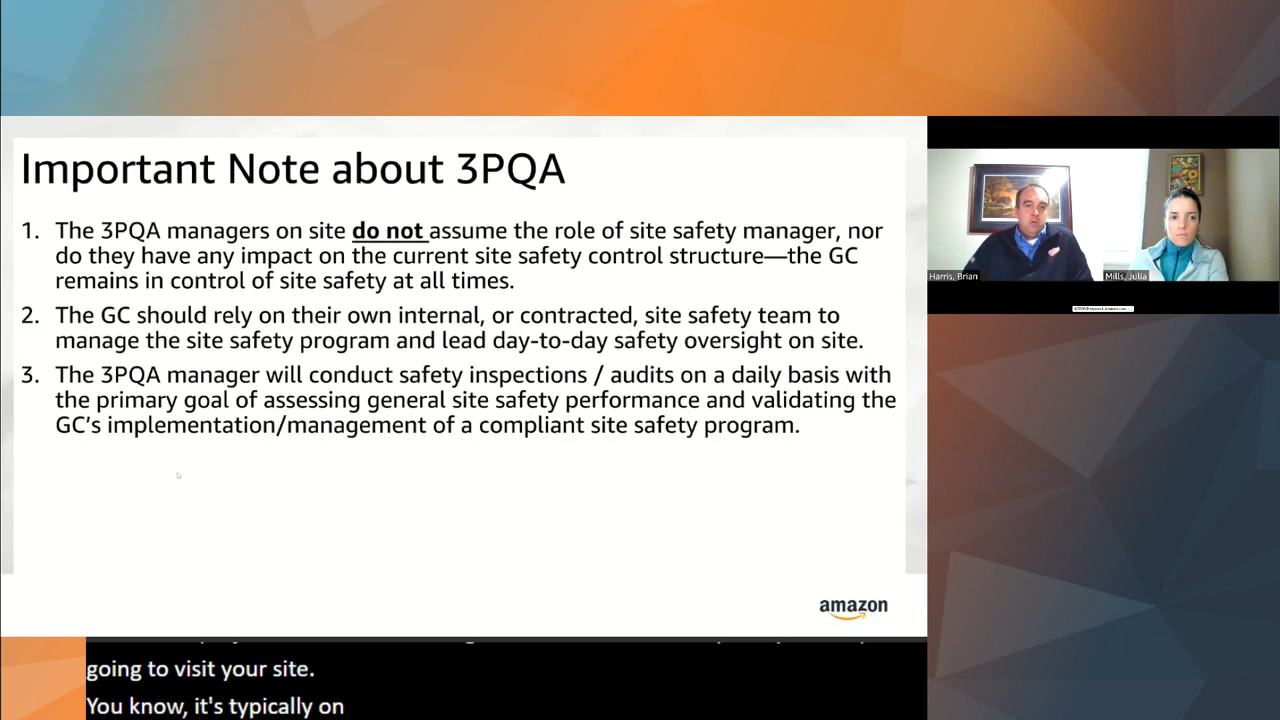 Important Note about 3PQA
1. The 3PQA managers on site do not assume the role of site safety manager, nor
do they have any impact on the current site safety control structure—the GC
remains in control of site safety at all times.
2. The GC should rely on their own internal, or contracted, site safety team to
manage the site safety program and lead day-to-day safety oversight on site.
3. The 3PQA manager will conduct safety inspections / audits on a daily basis with
the primary goal of assessing general site safety performance and validating the
GC's implementation/management of a compliant site safety program.
amazon
Harris, Brian
Mills, Julia
going to visit your site.
You know, it's typically on